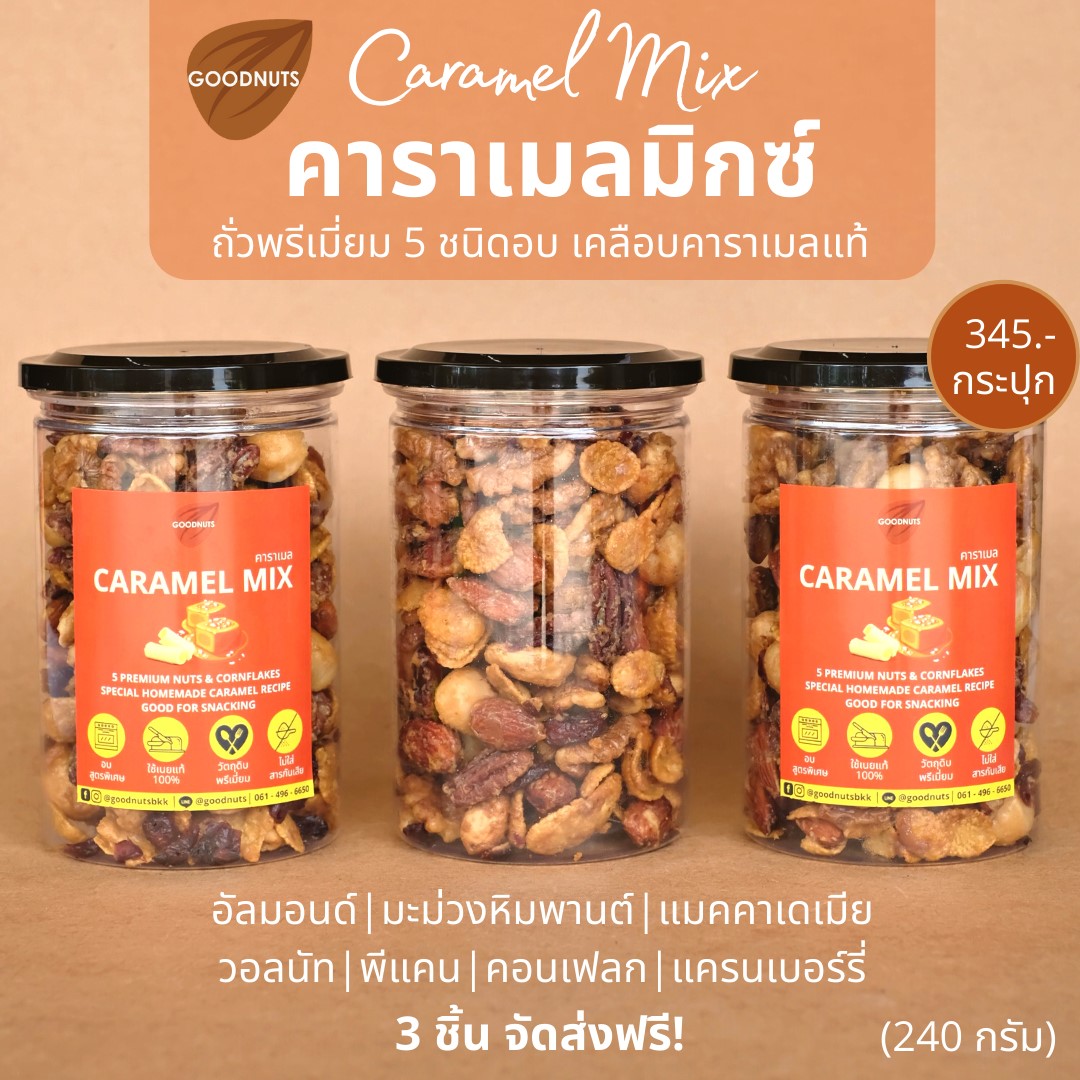 GOODNUTS
Caramel Mix
คาราเมลมิกซ์
ถั่วพรีเมี่ยม 5 ชนิดอบ เคลือบคาราเมลแท้
345.-
กระปุก
GOODNUTS
คาราเมล
CARAMEL MIX
5 PREMIUM NUTS & CORNFLAKES
SPECIAL HOMEMADE CARAMEL RECIPE
GOOD FOR SNACKING
อบ
สูตรพิเศษ
ใช้เนยแท้
100%
วัตถุดิบ
พรีเมี่ยม
ไม่ใส่
สารกันเสีย
@goodnutsbkk | LINE @goodnuts | 061 - 496 - 6650
GOODNUTS
คาราเมล
CARAMEL MIX
5 PREMIUM NUTS & CORNFLAKES
SPECIAL HOMEMADE CARAMEL RECIPE
GOOD FOR SNACKING
อบ
สูตรพิเศษ
ใช้เนยแท้
100%
วัตถุดิบ
พรีเมี่ยม
ไม่ใส่
สารกันเสีย
@goodnutsbkk | LINE @goodnuts | 061 - 496 - 6650
อัลมอนด์|มะม่วงหิมพานต์|แมคคาเดเมีย
วอลนัท|พีแคน|คอนเฟลก|แครนเบอร์รี่
3 ชิ้น จัดส่งฟรี!
(240 กรัม)